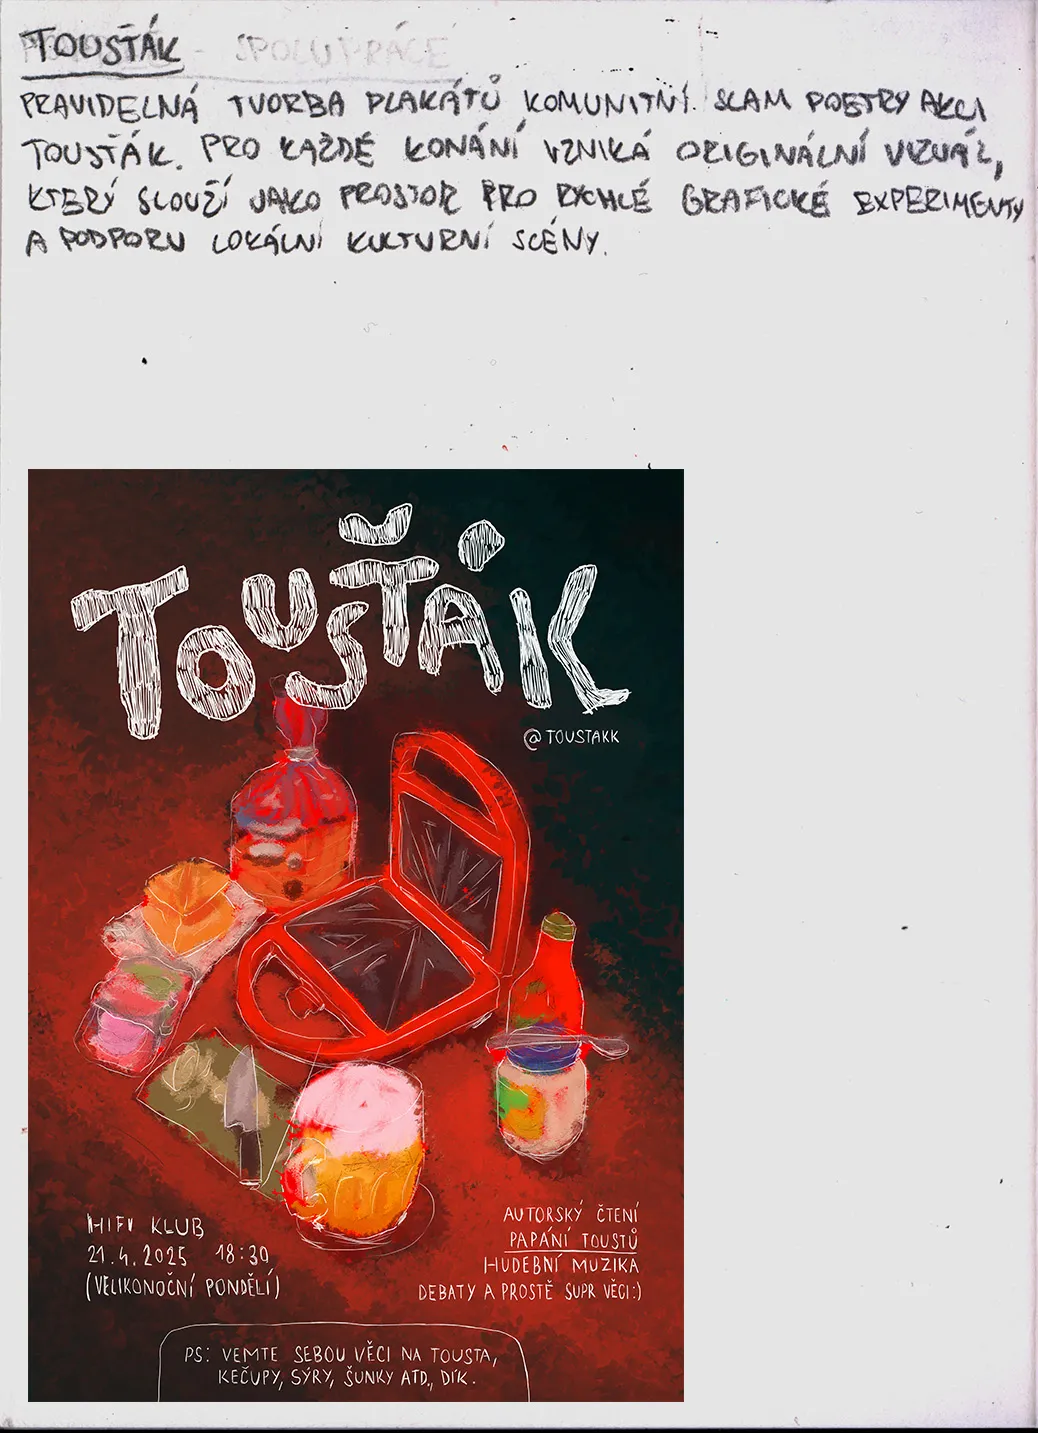 TOUSŤÁK - SPOLUPRÁCE
PRAVIDELNÁ TVORBA PLAKÁTŮ KOMUNITNÍ SLAM POETRY AKCI
TOUSŤÁK. PRO KAŽDÉ KONÁNÍ VZNIKÁ ORIGINÁLNÍ VIZUÁL,
KTERÝ SLOUŽÍ JAKO PROSTOR PRO RYCHLÉ GRAFICKÉ EXPERIMENTY
A PODPORU LOKÁLNÍ KULTURNÍ SCÉNY.
TOUSŤÁK
@TOUSTAKK
HIFI KLUB
21.4.2025 18:30
(VELIKONOČNÍ PONDĚLÍ)
AUTORSKÝ ČTENÍ
PAPÁNÍ TOUSTŮ
HUDEBNÍ MUZIKA
DEBATY A PROSTĚ SUPR VĚCI:)
PS: VEMTE SEBOU VĚCI NA TOUSTA,
KEČUPY, SÝRY, ŠUNKY ATD., DÍK.